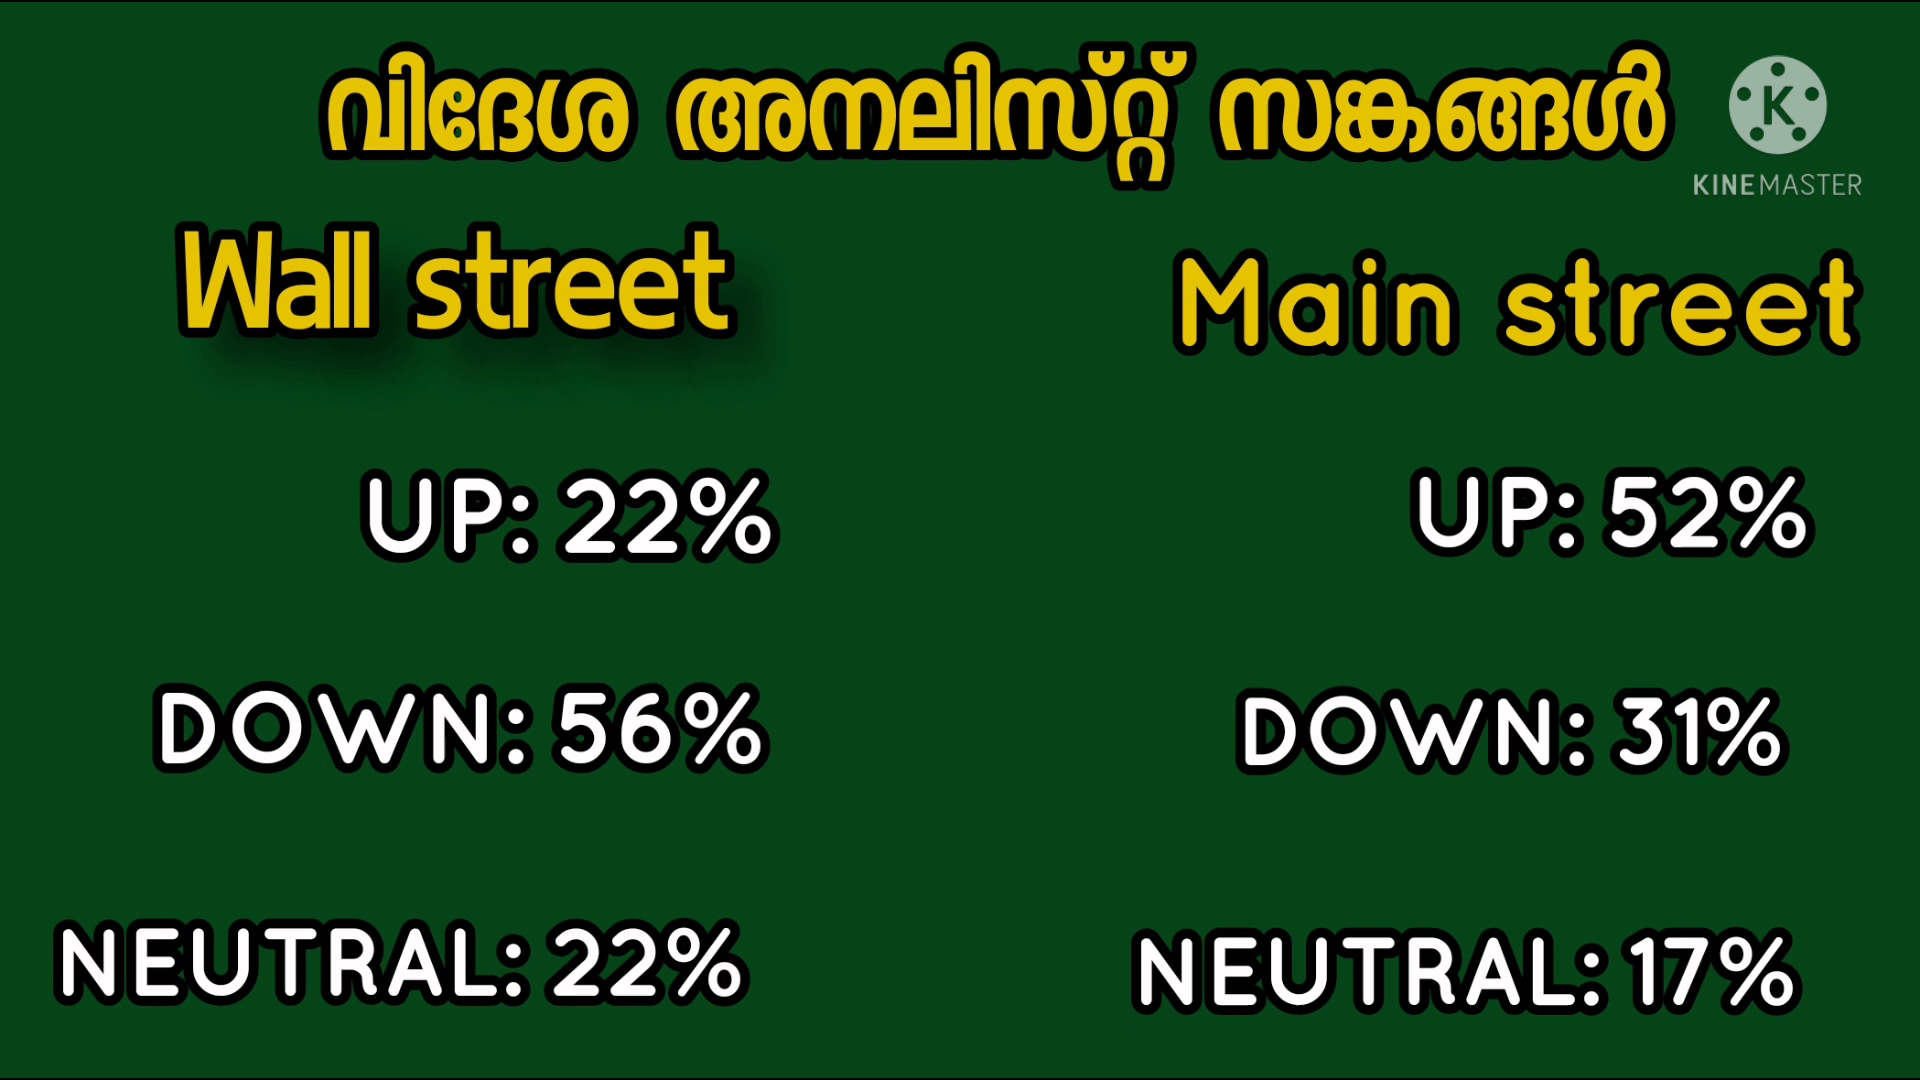 വിദേശ അനലിസ്റ്റ് സങ്കങ്ങൾ
K
KINEMASTER
Wall street
Main street
UP: 22%
UP: 52%
DOWN: 56%
DOWN: 31%
NEUTRAL: 22%
NEUTRAL: 17%